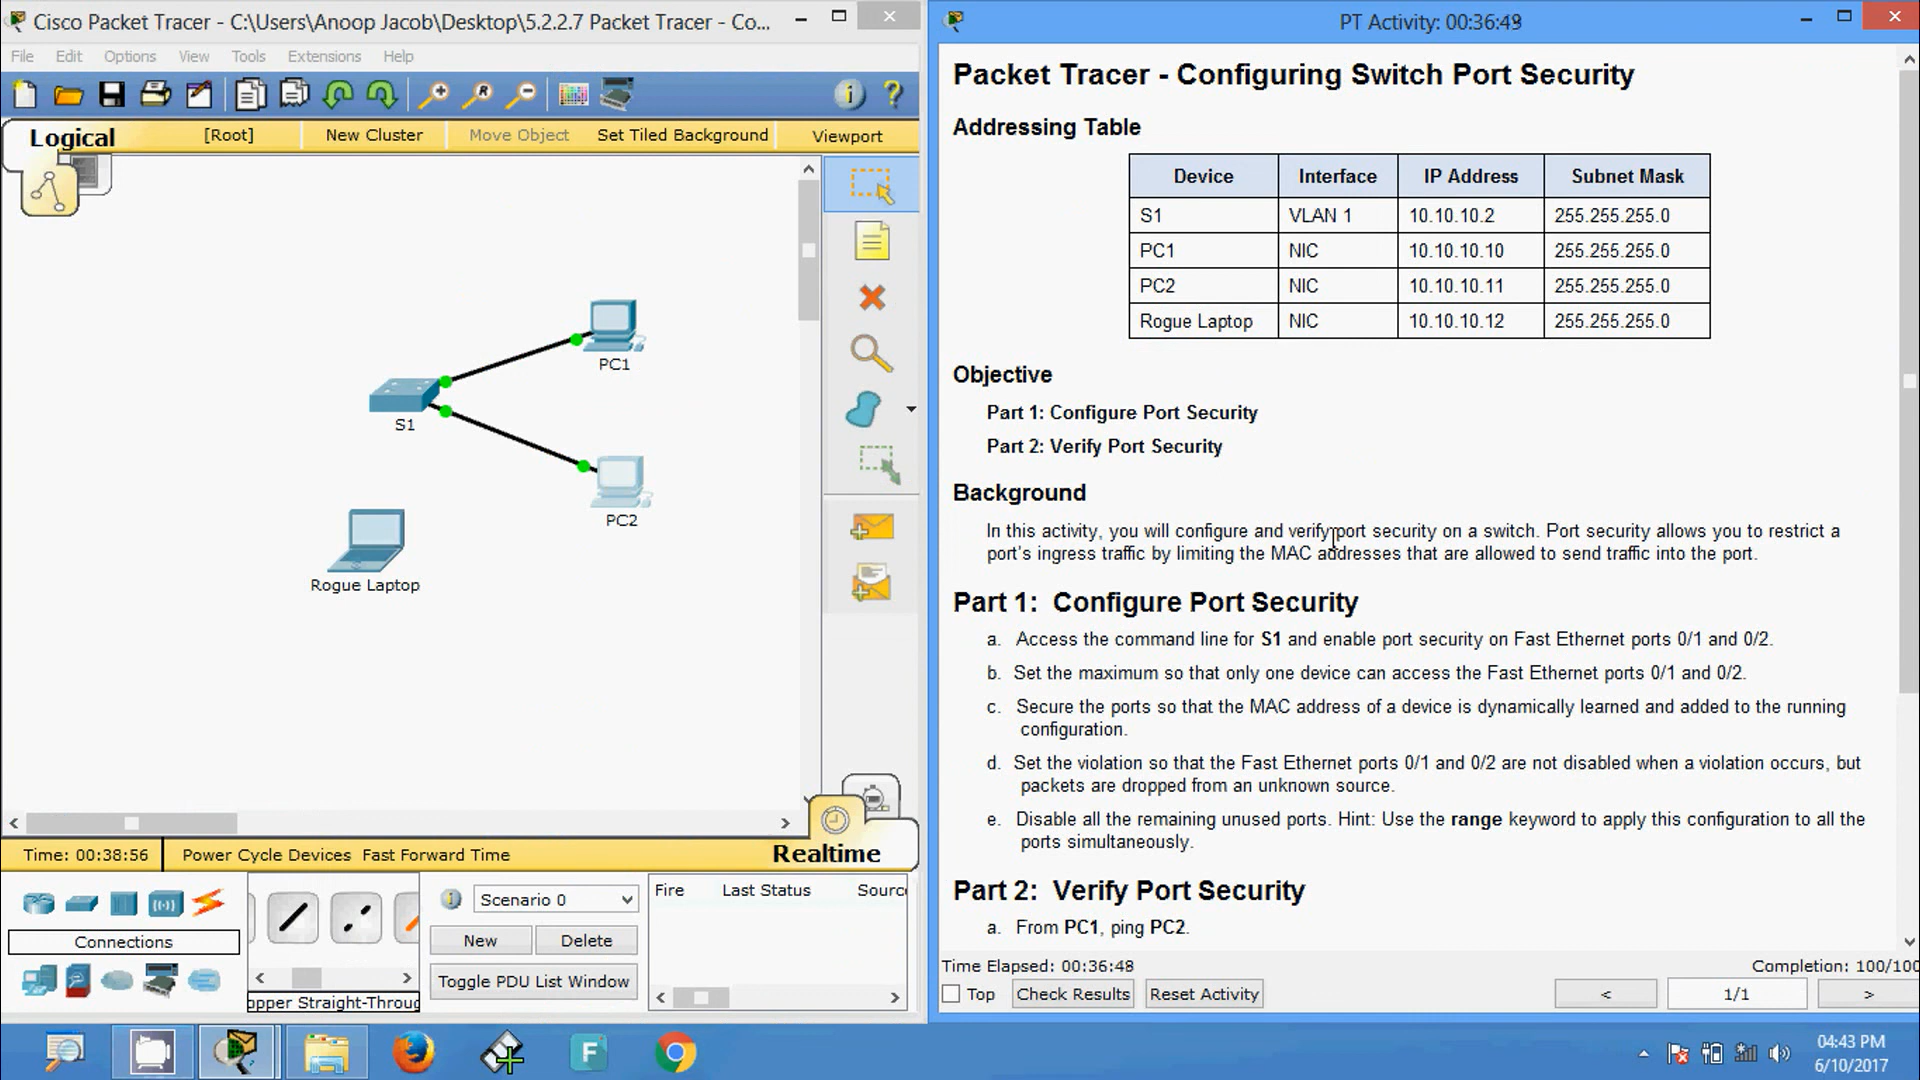 Cisco Packet Tracer - C:\Users\Anoop Jacob\Desktop\5.2.2.7 Packet Tracer - Co...
File Edit Options View Tools Extensions Help
Logical [Root] New Cluster Move Object Set Tiled Background Viewport
PC1
S1
PC2
Rogue Laptop
Time: 00:38:56 Power Cycle Devices Fast Forward Time Realtime
Scenario 0
Fire Last Status Sourc
Connections
New Delete
Toggle PDU List Window
opper Straight-Throug
PT Activity: 00:36:49
Packet Tracer - Configuring Switch Port Security
Addressing Table
Device Interface IP Address Subnet Mask
S1 VLAN 1 10.10.10.2 255.255.255.0
PC1 NIC 10.10.10.10 255.255.255.0
PC2 NIC 10.10.10.11 255.255.255.0
Rogue Laptop NIC 10.10.10.12 255.255.255.0
Objective
Part 1: Configure Port Security
Part 2: Verify Port Security
Background
In this activity, you will configure and verify port security on a switch. Port security allows you to restrict a
port's ingress traffic by limiting the MAC addresses that are allowed to send traffic into the port.
Part 1: Configure Port Security
a. Access the command line for S1 and enable port security on Fast Ethernet ports 0/1 and 0/2.
b. Set the maximum so that only one device can access the Fast Ethernet ports 0/1 and 0/2.
c. Secure the ports so that the MAC address of a device is dynamically learned and added to the running
configuration.
d. Set the violation so that the Fast Ethernet ports 0/1 and 0/2 are not disabled when a violation occurs, but
packets are dropped from an unknown source.
e. Disable all the remaining unused ports. Hint: Use the range keyword to apply this configuration to all the
ports simultaneously.
Part 2: Verify Port Security
a. From PC1, ping PC2.
Time Elapsed: 00:36:48 Completion: 100/100
Top Check Results Reset Activity < 1/1 >
04:43 PM
6/10/2017